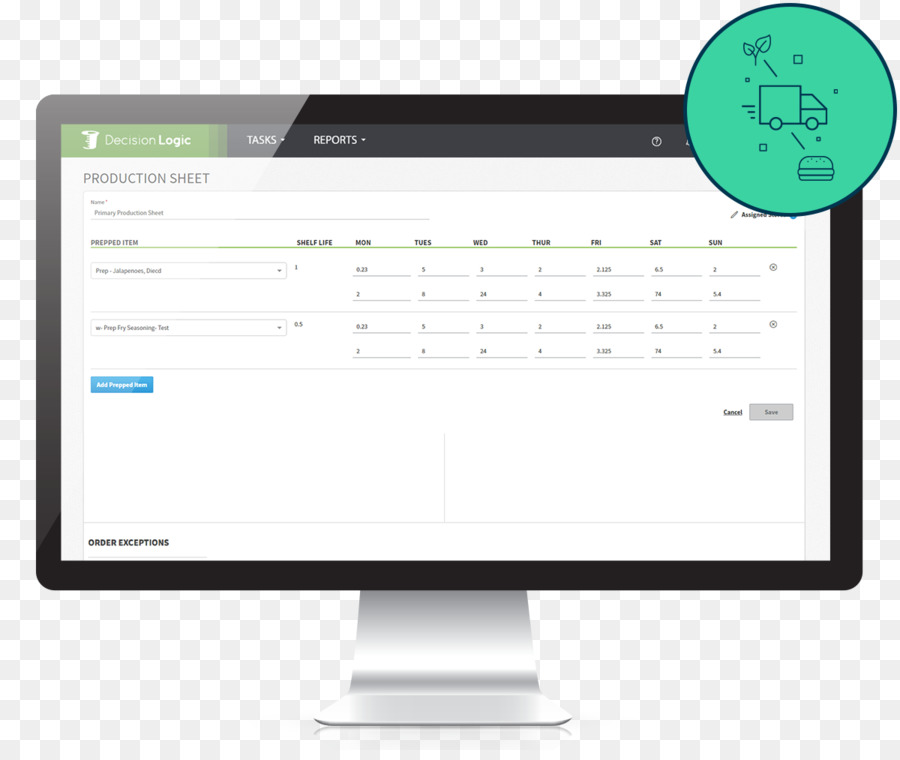 Decision Logic TASKS REPORTS
PRODUCTION SHEET
Name *
Primary Production Sheet
Assigned
PREPPED ITEM SHELF LIFE MON TUES WED THUR FRI SAT SUN
Prep - Jalapenoes, Diecd 1 0.23 5 3 2 2.125 6.5 2
2 8 24 4 3.325 74 5.4
w- Prep Fry Seasoning- Test 0.5 0.23 5 3 2 2.125 6.5 2
2 8 24 4 3.325 74 5.4
Add Prepped Item
Cancel Save
ORDER EXCEPTIONS